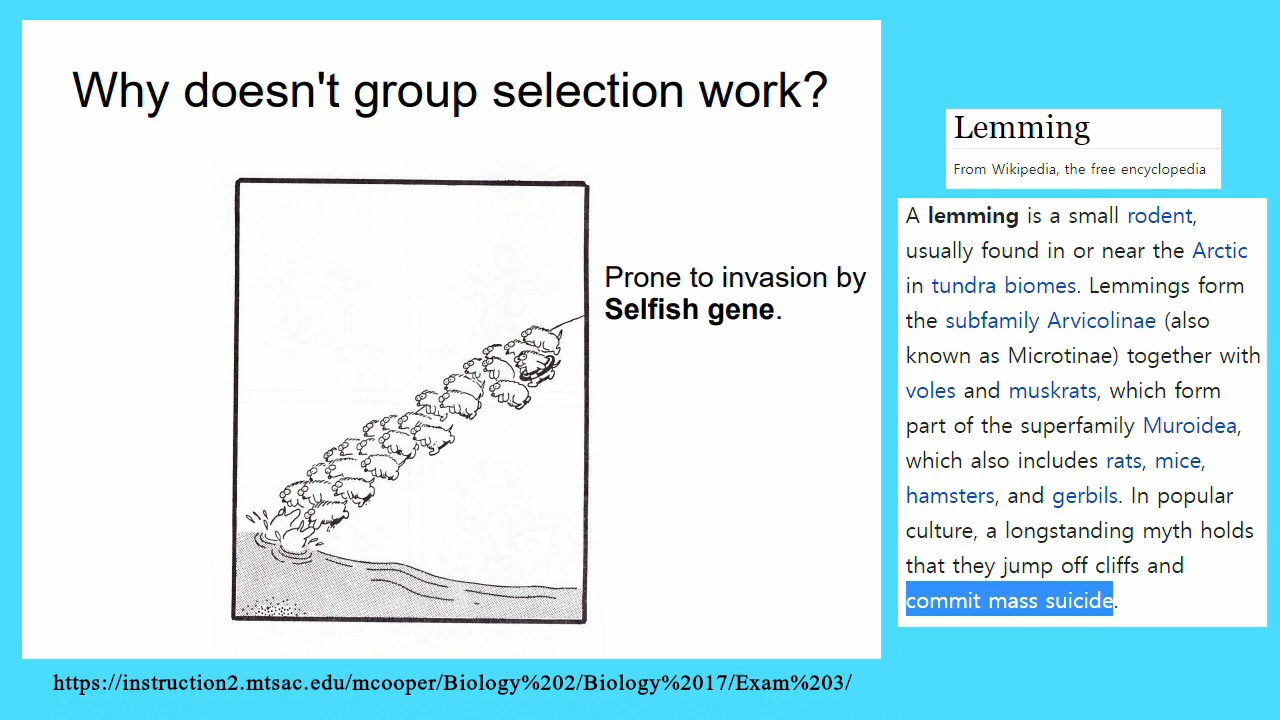 Why doesn't group selection work?
Prone to invasion by
Selfish gene.
Lemming
From Wikipedia, the free encyclopedia
A lemming is a small rodent,
usually found in or near the Arctic
in tundra biomes. Lemmings form
the subfamily Arvicolinae (also
known as Microtinae) together with
voles and muskrats, which form
part of the superfamily Muroidea,
which also includes rats, mice,
hamsters, and gerbils. In popular
culture, a longstanding myth holds
that they jump off cliffs and
commit mass suicide.
https://instruction2.mtsac.edu/mcooper/Biology%202/Biology%2017/Exam%203/